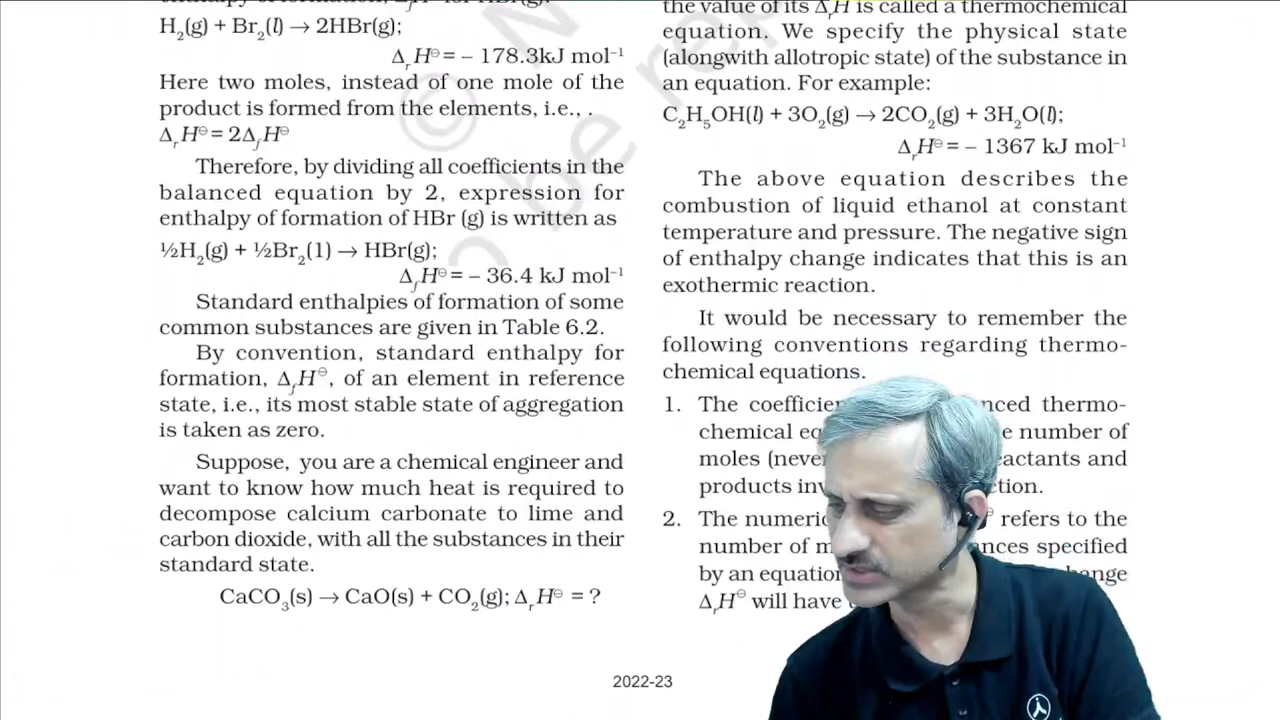 H₂(g) + Br₂(l) → 2HBr(g);
ΔᵣH⊖ = – 178.3kJ mol⁻¹
Here two moles, instead of one mole of the
product is formed from the elements, i.e., .
ΔᵣH⊖ = 2Δ𝒻H⊖
Therefore, by dividing all coefficients in the
balanced equation by 2, expression for
enthalpy of formation of HBr (g) is written as
½H₂(g) + ½Br₂(1) → HBr(g);
Δ𝒻H⊖ = – 36.4 kJ mol⁻¹
Standard enthalpies of formation of some
common substances are given in Table 6.2.
By convention, standard enthalpy for
formation, Δ𝒻H⊖, of an element in reference
state, i.e., its most stable state of aggregation
is taken as zero.
Suppose, you are a chemical engineer and
want to know how much heat is required to
decompose calcium carbonate to lime and
carbon dioxide, with all the substances in their
standard state.
CaCO₃(s) → CaO(s) + CO₂(g); ΔᵣH⊖ = ?
the value of its ΔᵣH is called a thermochemical
equation. We specify the physical state
(alongwith allotropic state) of the substance in
an equation. For example:
C₂H₅OH(l) + 3O₂(g) → 2CO₂(g) + 3H₂O(l);
ΔᵣH⊖ = – 1367 kJ mol⁻¹
The above equation describes the
combustion of liquid ethanol at constant
temperature and pressure. The negative sign
of enthalpy change indicates that this is an
exothermic reaction.
It would be necessary to remember the
following conventions regarding thermo-
chemical equations.
1. The thermo-
chemical number of
moles and
products
2. The refers to the
number of specified
by an
ΔᵣH⊖ will have
2022-23